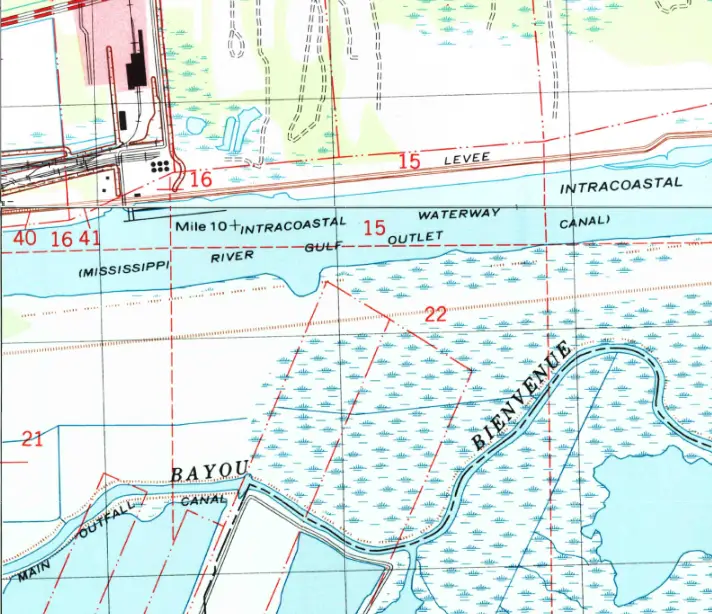 15 LEVEE
16
INTRACOASTAL
40 16 41
Mile 10 + INTRACOASTAL WATERWAY
15
CANAL)
(MISSISSIPPI RIVER GULF OUTLET
22
BIENVENUE
21
BAYOU
MAIN OUTFALL CANAL